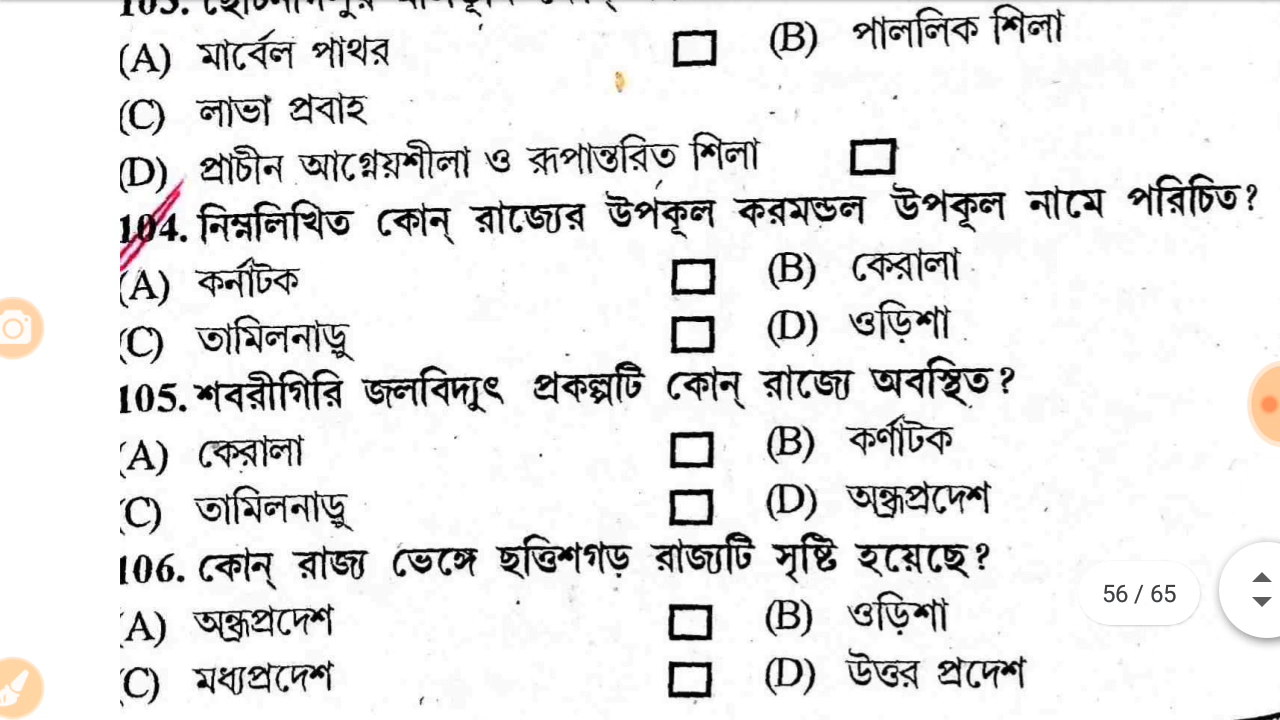 (A) মার্বেল পাথর (B) পাললিক শিলা
(C) লাভা প্রবাহ
(D) প্রাচীন আগ্নেয়শীলা ও রূপান্তরিত শিলা
104. নিম্নলিখিত কোন্ রাজ্যের উপকূল করমন্ডল উপকূল নামে পরিচিত?
(A) কর্নাটক (B) কেরালা
(C) তামিলনাড়ু (D) ওড়িশা
105. শবরীগিরি জলবিদ্যুৎ প্রকল্পটি কোন্ রাজ্যে অবস্থিত?
(A) কেরালা (B) কর্ণাটক
(C) তামিলনাড়ু (D) অন্ধ্রপ্রদেশ
106. কোন্ রাজ্য ভেঙ্গে ছত্তিশগড় রাজ্যটি সৃষ্টি হয়েছে?
(A) অন্ধ্রপ্রদেশ (B) ওড়িশা
56 / 65
(C) মধ্যপ্রদেশ (D) উত্তর প্রদেশ